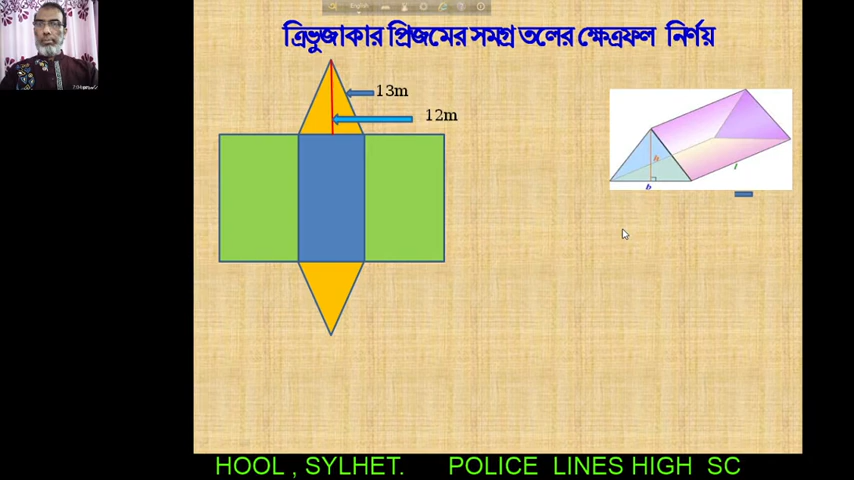 ত্রিভুজাকার প্রিজমের সমগ্র তলের ক্ষেত্রফল নির্ণয়
13m
12m
h
l
b
HOOL , SYLHET. POLICE LINES HIGH SC